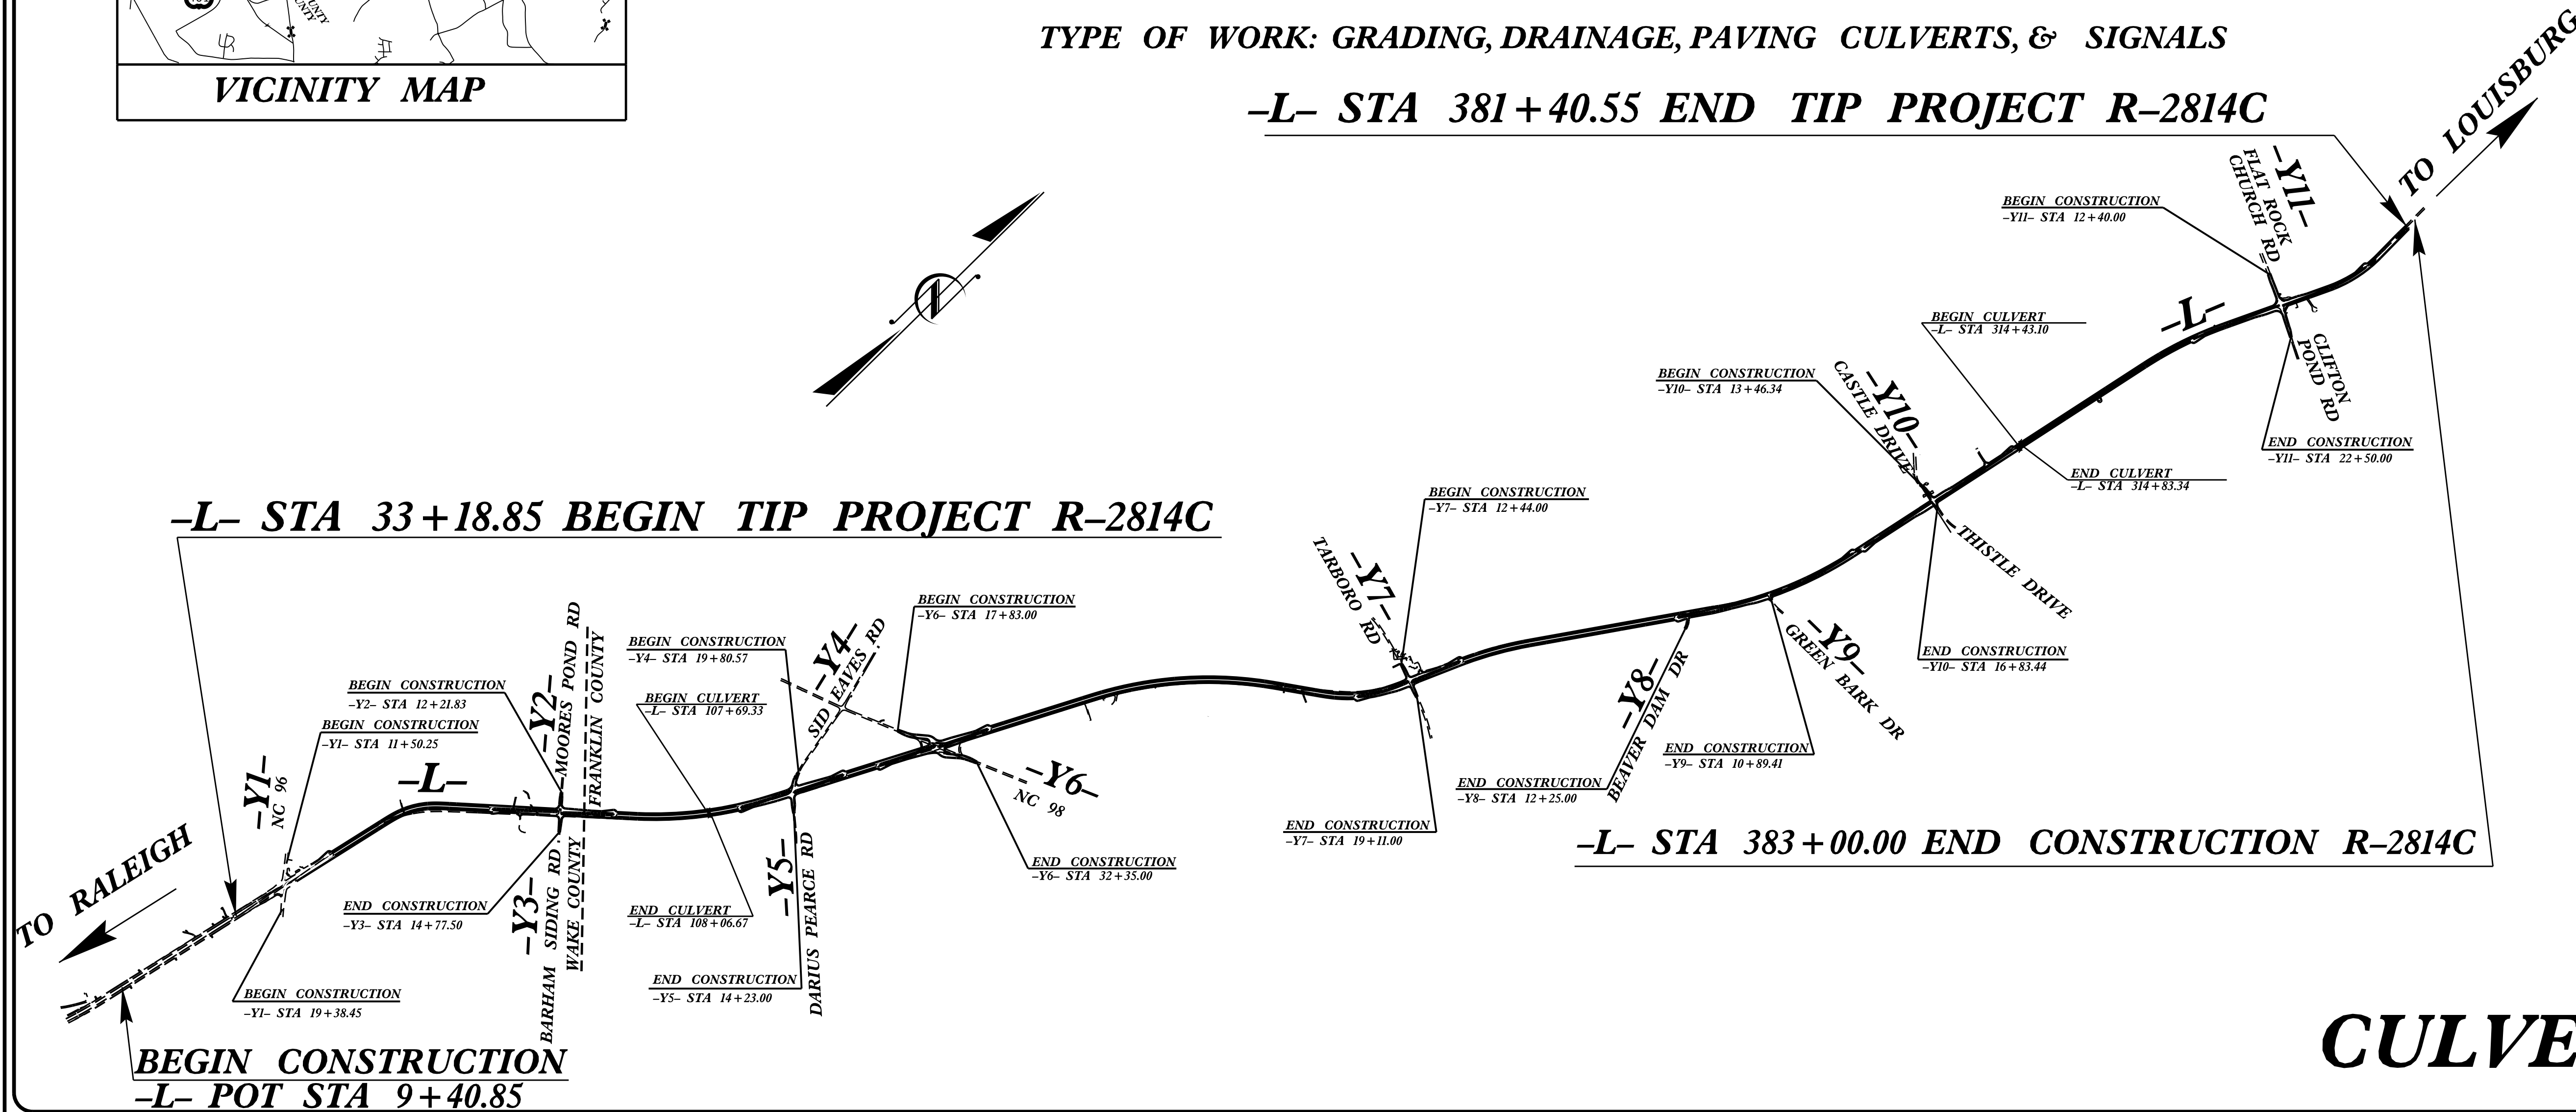 UNTY
NTY
VICINITY MAP
TYPE OF WORK: GRADING, DRAINAGE, PAVING CULVERTS, & SIGNALS
-L- STA 381+40.55 END TIP PROJECT R-2814C
TO LOUISBURG
-Y11-
FLAT ROCK
CHURCH RD
BEGIN CONSTRUCTION
-Y11- STA 12+40.00
-L-
BEGIN CULVERT
-L- STA 314+43.10
CLIFTON
POND RD
BEGIN CONSTRUCTION
-Y10- STA 13+46.34
-Y10-
CASTLE DRIVE
END CONSTRUCTION
-Y11- STA 22+50.00
END CULVERT
-L- STA 314+83.34
BEGIN CONSTRUCTION
-Y7- STA 12+44.00
-L- STA 33+18.85 BEGIN TIP PROJECT R-2814C
THISTLE DRIVE
-Y7-
TARBORO RD
BEGIN CONSTRUCTION
-Y6- STA 17+83.00
BEGIN CONSTRUCTION
-Y4- STA 19+80.57
-Y4-
SID EAVES RD
END CONSTRUCTION
-Y10- STA 16+83.44
-Y9-
GREEN BARK DR
BEGIN CONSTRUCTION
-Y2- STA 12+21.83
-Y2-
MOORES POND RD
FRANKLIN COUNTY
BEGIN CULVERT
-L- STA 107+69.33
-Y8-
BEAVER DAM DR
BEGIN CONSTRUCTION
-Y1- STA 11+50.25
END CONSTRUCTION
-Y9- STA 10+89.41
-Y1-
NC 96
-L-
-Y6-
NC 98
END CONSTRUCTION
-Y8- STA 12+25.00
END CONSTRUCTION
-Y7- STA 19+11.00
-L- STA 383+00.00 END CONSTRUCTION R-2814C
END CONSTRUCTION
-Y6- STA 32+35.00
TO RALEIGH
-Y5-
DARIUS PEARCE RD
END CONSTRUCTION
-Y3- STA 14+77.50
-Y3-
BARHAM SIDING RD
WAKE COUNTY
END CULVERT
-L- STA 108+06.67
END CONSTRUCTION
-Y5- STA 14+23.00
BEGIN CONSTRUCTION
-Y1- STA 19+38.45
BEGIN CONSTRUCTION
-L- POT STA 9+40.85
CULVE